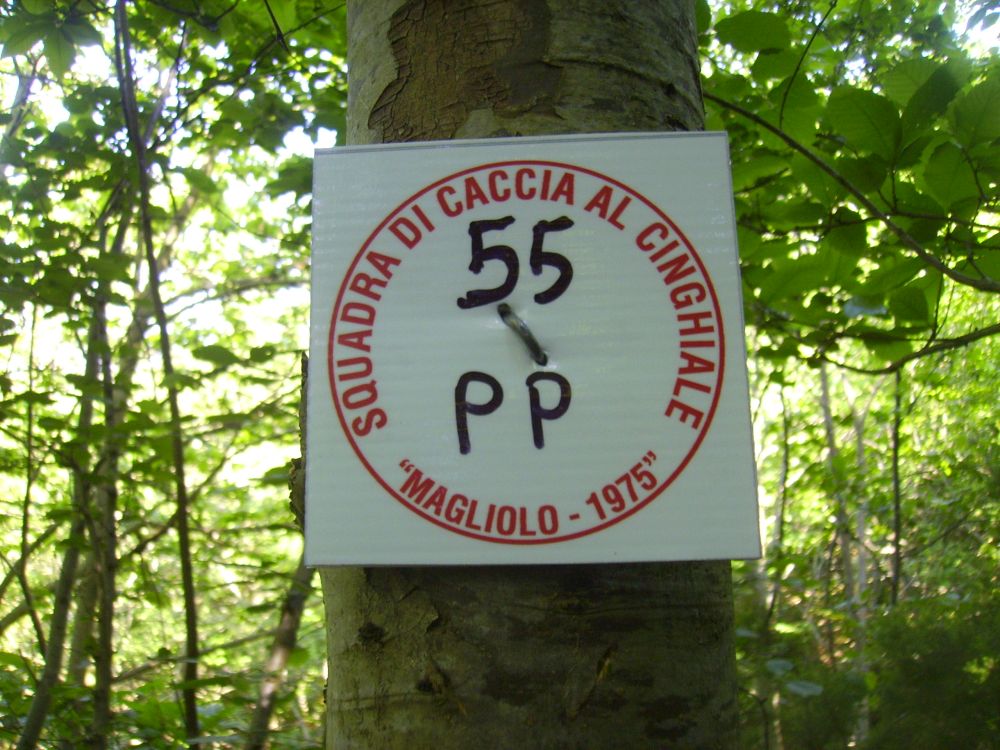 SQUADRA DI CACCIA AL CINGHIALE
55
PP
"MAGLIOLO - 1975"